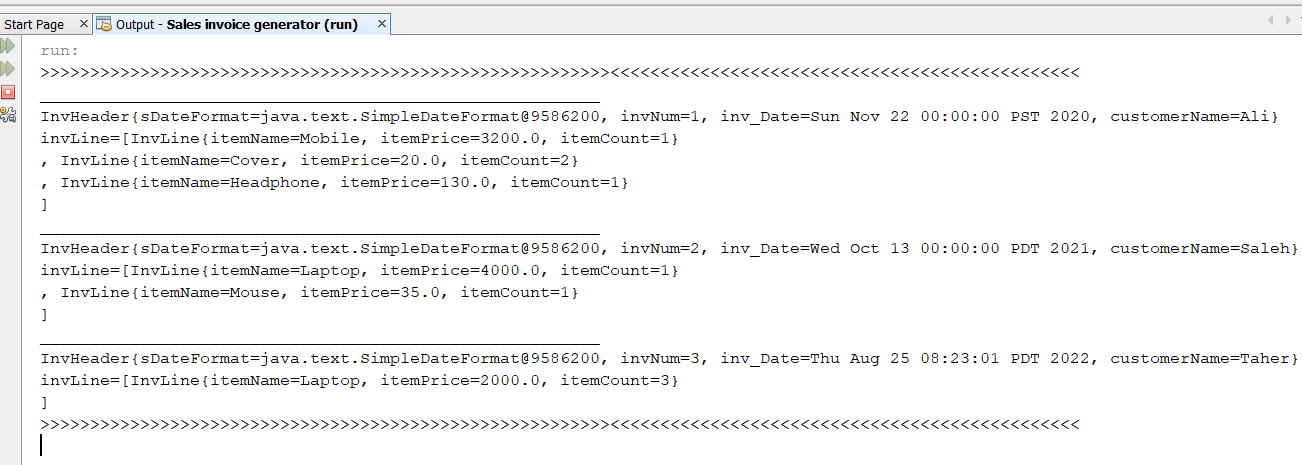 Start Page
Output - Sales invoice generator (run)
run:
>>>>>>>>>>>>>>>>>>>>>>>>>>>>>>>>>>>>>>>>>>>>>>>>>>>>>>>>><<<<<<<<<<<<<<<<<<<<<<<<<<<<<<<<<<<<<<<<<<<<<<<
________________________________________________________
InvHeader{sDateFormat=java.text.SimpleDateFormat@9586200, invNum=1, inv_Date=Sun Nov 22 00:00:00 PST 2020, customerName=Ali}
invLine=[InvLine{itemName=Mobile, itemPrice=3200.0, itemCount=1}
, InvLine{itemName=Cover, itemPrice=20.0, itemCount=2}
, InvLine{itemName=Headphone, itemPrice=130.0, itemCount=1}
]
________________________________________________________
InvHeader{sDateFormat=java.text.SimpleDateFormat@9586200, invNum=2, inv_Date=Wed Oct 13 00:00:00 PDT 2021, customerName=Saleh}
invLine=[InvLine{itemName=Laptop, itemPrice=4000.0, itemCount=1}
, InvLine{itemName=Mouse, itemPrice=35.0, itemCount=1}
]
________________________________________________________
InvHeader{sDateFormat=java.text.SimpleDateFormat@9586200, invNum=3, inv_Date=Thu Aug 25 08:23:01 PDT 2022, customerName=Taher}
invLine=[InvLine{itemName=Laptop, itemPrice=2000.0, itemCount=3}
]
>>>>>>>>>>>>>>>>>>>>>>>>>>>>>>>>>>>>>>>>>>>>>>>>>>>>>>>>><<<<<<<<<<<<<<<<<<<<<<<<<<<<<<<<<<<<<<<<<<<<<<<